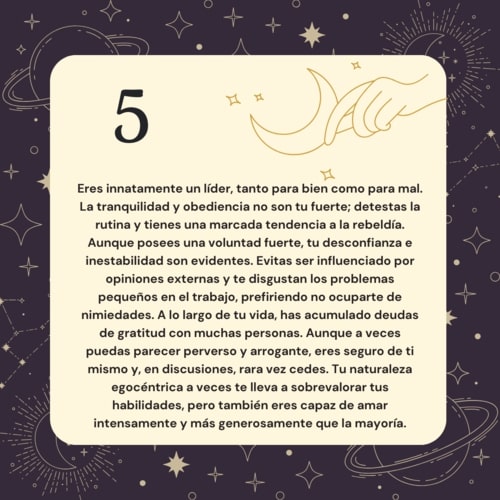 5
Eres innatamente un líder, tanto para bien como para mal.
La tranquilidad y obediencia no son tu fuerte; detestas la
rutina y tienes una marcada tendencia a la rebeldía.
Aunque posees una voluntad fuerte, tu desconfianza e
inestabilidad son evidentes. Evitas ser influenciado por
opiniones externas y te disgustan los problemas
pequeños en el trabajo, prefiriendo no ocuparte de
nimiedades. A lo largo de tu vida, has acumulado deudas
de gratitud con muchas personas. Aunque a veces
puedas parecer perverso y arrogante, eres seguro de ti
mismo y, en discusiones, rara vez cedes. Tu naturaleza
egocéntrica a veces te lleva a sobrevalorar tus
habilidades, pero también eres capaz de amar
intensamente y más generosamente que la mayoría.